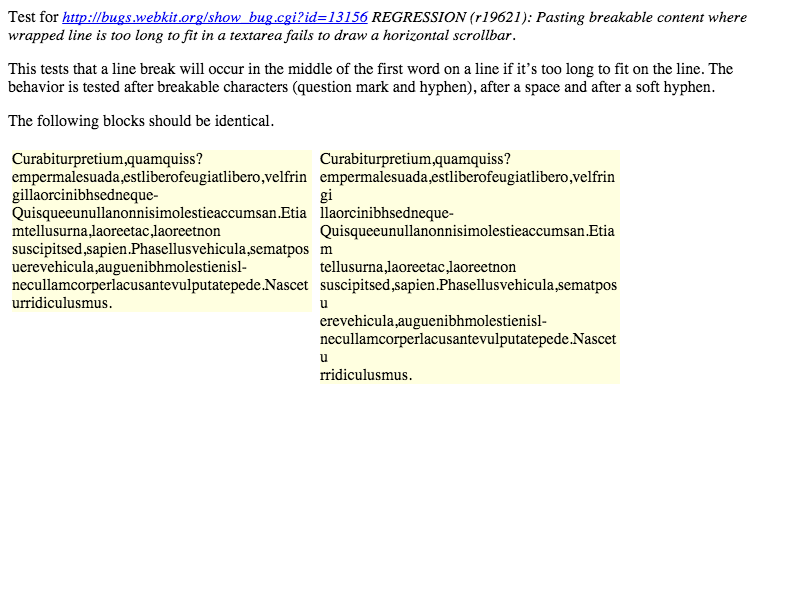 Test for http://bugs.webkit.org/show_bug.cgi?id=13156 REGRESSION (r19621): Pasting breakable content where
wrapped line is too long to fit in a textarea fails to draw a horizontal scrollbar.
This tests that a line break will occur in the middle of the first word on a line if it's too long to fit on the line. The
behavior is tested after breakable characters (question mark and hyphen), after a space and after a soft hyphen.
The following blocks should be identical.
Curabiturpretium,quamquiss?
empermalesuada,estliberofeugiatlibero,velfrin
gillaorcinibhsedneque-
Quisqueeunullanonnisimolestieaccumsan.Etia
mtellusurna,laoreetac,laoreetnon
suscipitsed,sapien.Phasellusvehicula,sematpos
uerevehicula,auguenibhmolestienisl-
necullamcorperlacusantevulputatepede.Nascet
urridiculusmus.
Curabiturpretium,quamquiss?
empermalesuada,estliberofeugiatlibero,velfrin
gi
llaorcinibhsedneque-
Quisqueeunullanonnisimolestieaccumsan.Etia
m
tellusurna,laoreetac,laoreetnon
suscipitsed,sapien.Phasellusvehicula,sematpos
u
erevehicula,auguenibhmolestienisl-
necullamcorperlacusantevulputatepede.Nascet
u
rridiculusmus.